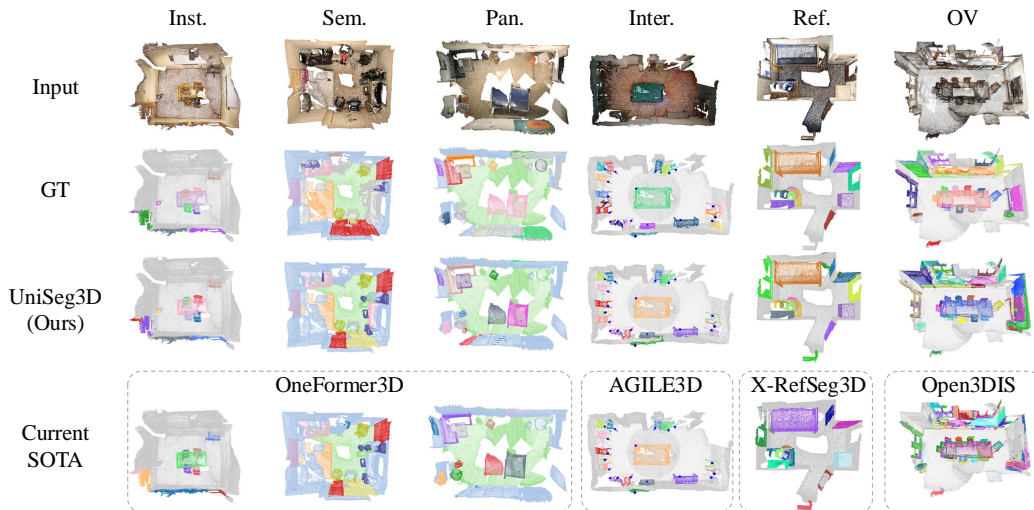 Inst. Sem. Pan. Inter. Ref. OV
Input
GT
UniSeg3D
(Ours)
OneFormer3D AGILE3D X-RefSeg3D Open3DIS
Current
SOTA